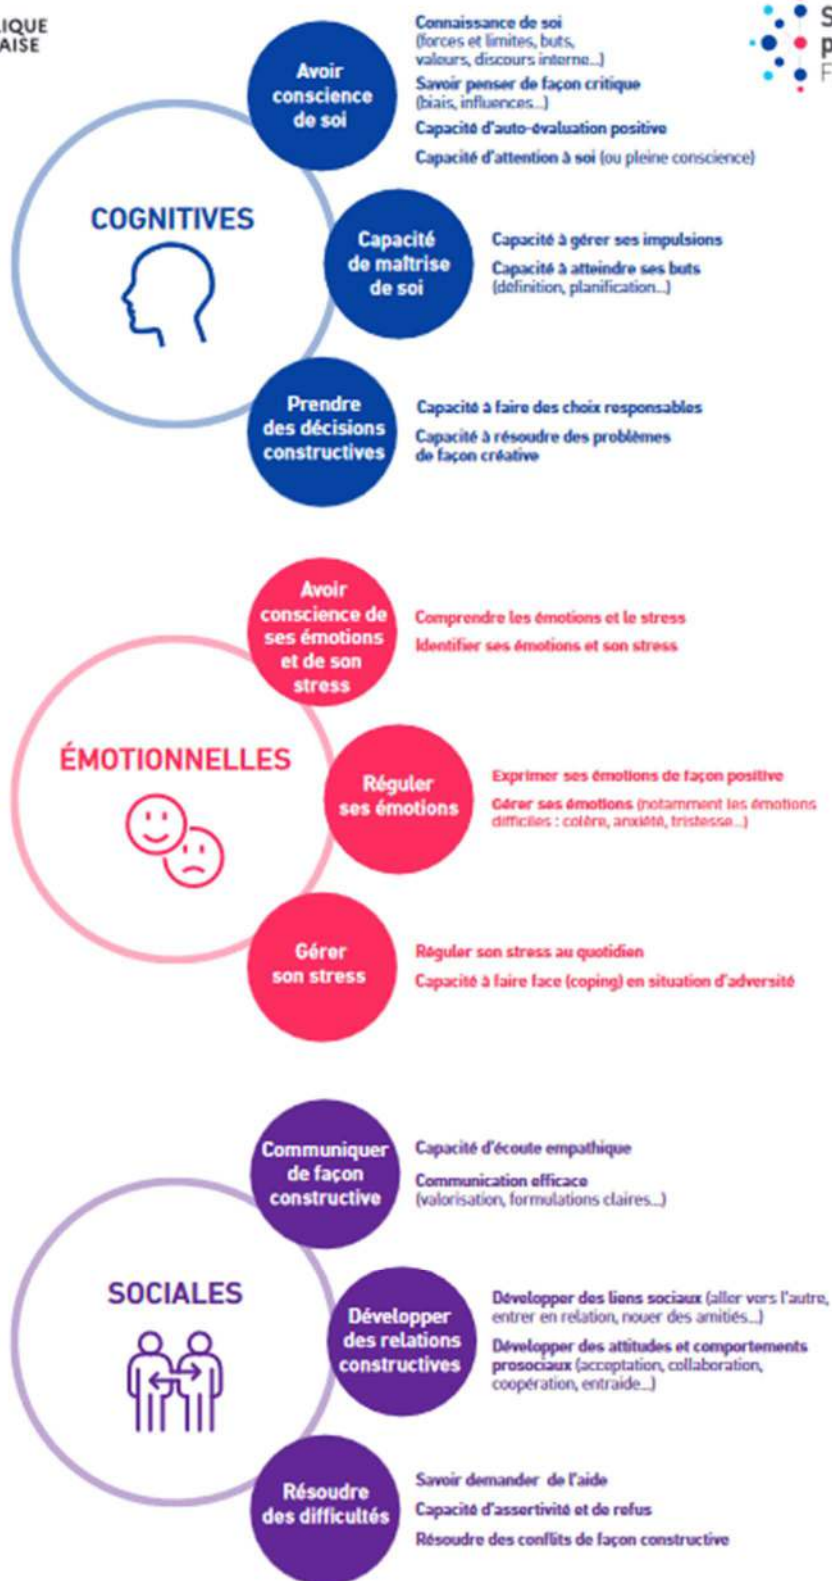 IQUE
AISE
S
p
F
COGNITIVES
Avoir
conscience
de soi
Connaissance de soi
(forces et limites, buts,
valeurs, discours interne...)
Savoir penser de façon critique
(biais, influences...)
Capacité d'auto-évaluation positive
Capacité d'attention à soi (ou pleine conscience)
Capacité
de maîtrise
de soi
Capacité à gérer ses impulsions
Capacité à atteindre ses buts
(définition, planification...)
Prendre
des décisions
constructives
Capacité à faire des choix responsables
Capacité à résoudre des problèmes
de façon créative
ÉMOTIONNELLES
Avoir
conscience de
ses émotions
et de son
stress
Comprendre les émotions et le stress
Identifier ses émotions et son stress
Réguler
ses émotions
Exprimer ses émotions de façon positive
Gérer ses émotions (notamment les émotions
difficiles : colère, anxiété, tristesse...)
Gérer
son stress
Réguler son stress au quotidien
Capacité à faire face (coping) en situation d'adversité
SOCIALES
Communiquer
de façon
constructive
Capacité d'écoute empathique
Communication efficace
(valorisation, formulations claires...)
Développer
des relations
constructives
Développer des liens sociaux (aller vers l'autre,
entrer en relation, nouer des amitiés...)
Développer des attitudes et comportements
prosociaux (acceptation, collaboration,
coopération, entraide...)
Résoudre
des difficultés
Savoir demander de l'aide
Capacité d'assertivité et de refus
Résoudre des conflits de façon constructive